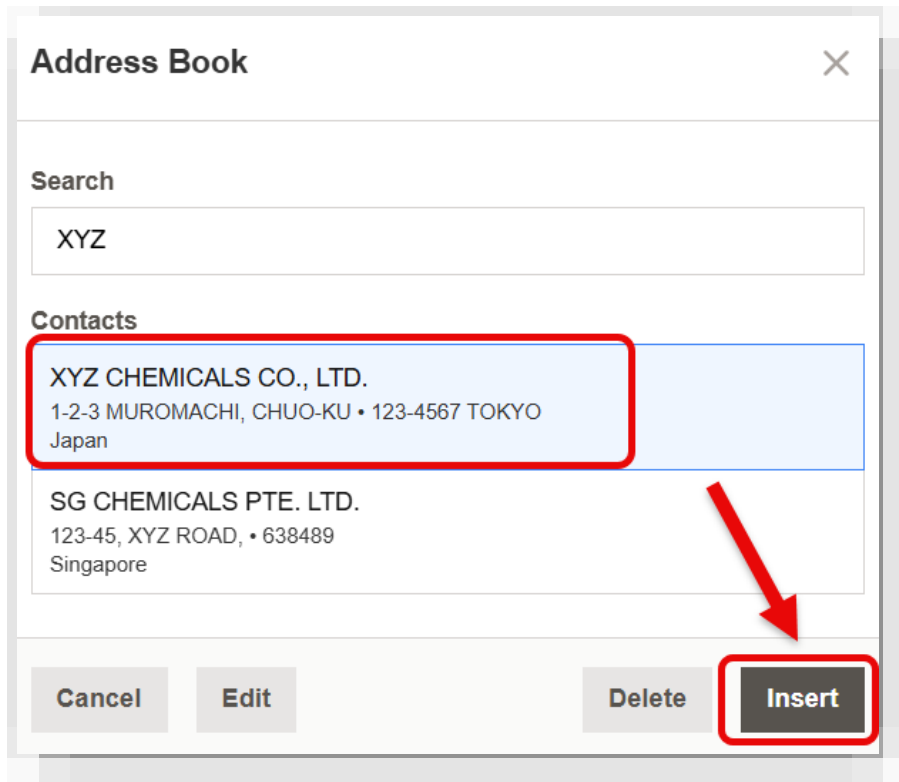 Address Book
Search
XYZ
Contacts
XYZ CHEMICALS CO., LTD.
1-2-3 MUROMACHI, CHUO-KU • 123-4567 TOKYO
Japan
SG CHEMICALS PTE. LTD.
123-45, XYZ ROAD, • 638489
Singapore
Cancel Edit Delete Insert